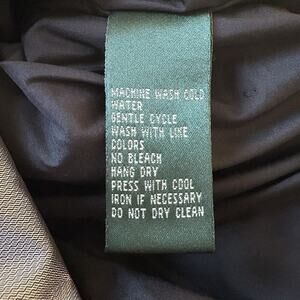 MACHINE WASH COLD
WATER
GENTLE CYCLE
WASH WITH LIKE
COLORS
NO BLEACH
HANG DRY
PRESS WITH COOL
IRON IF NECESSARY
DO NOT DRY CLEAN